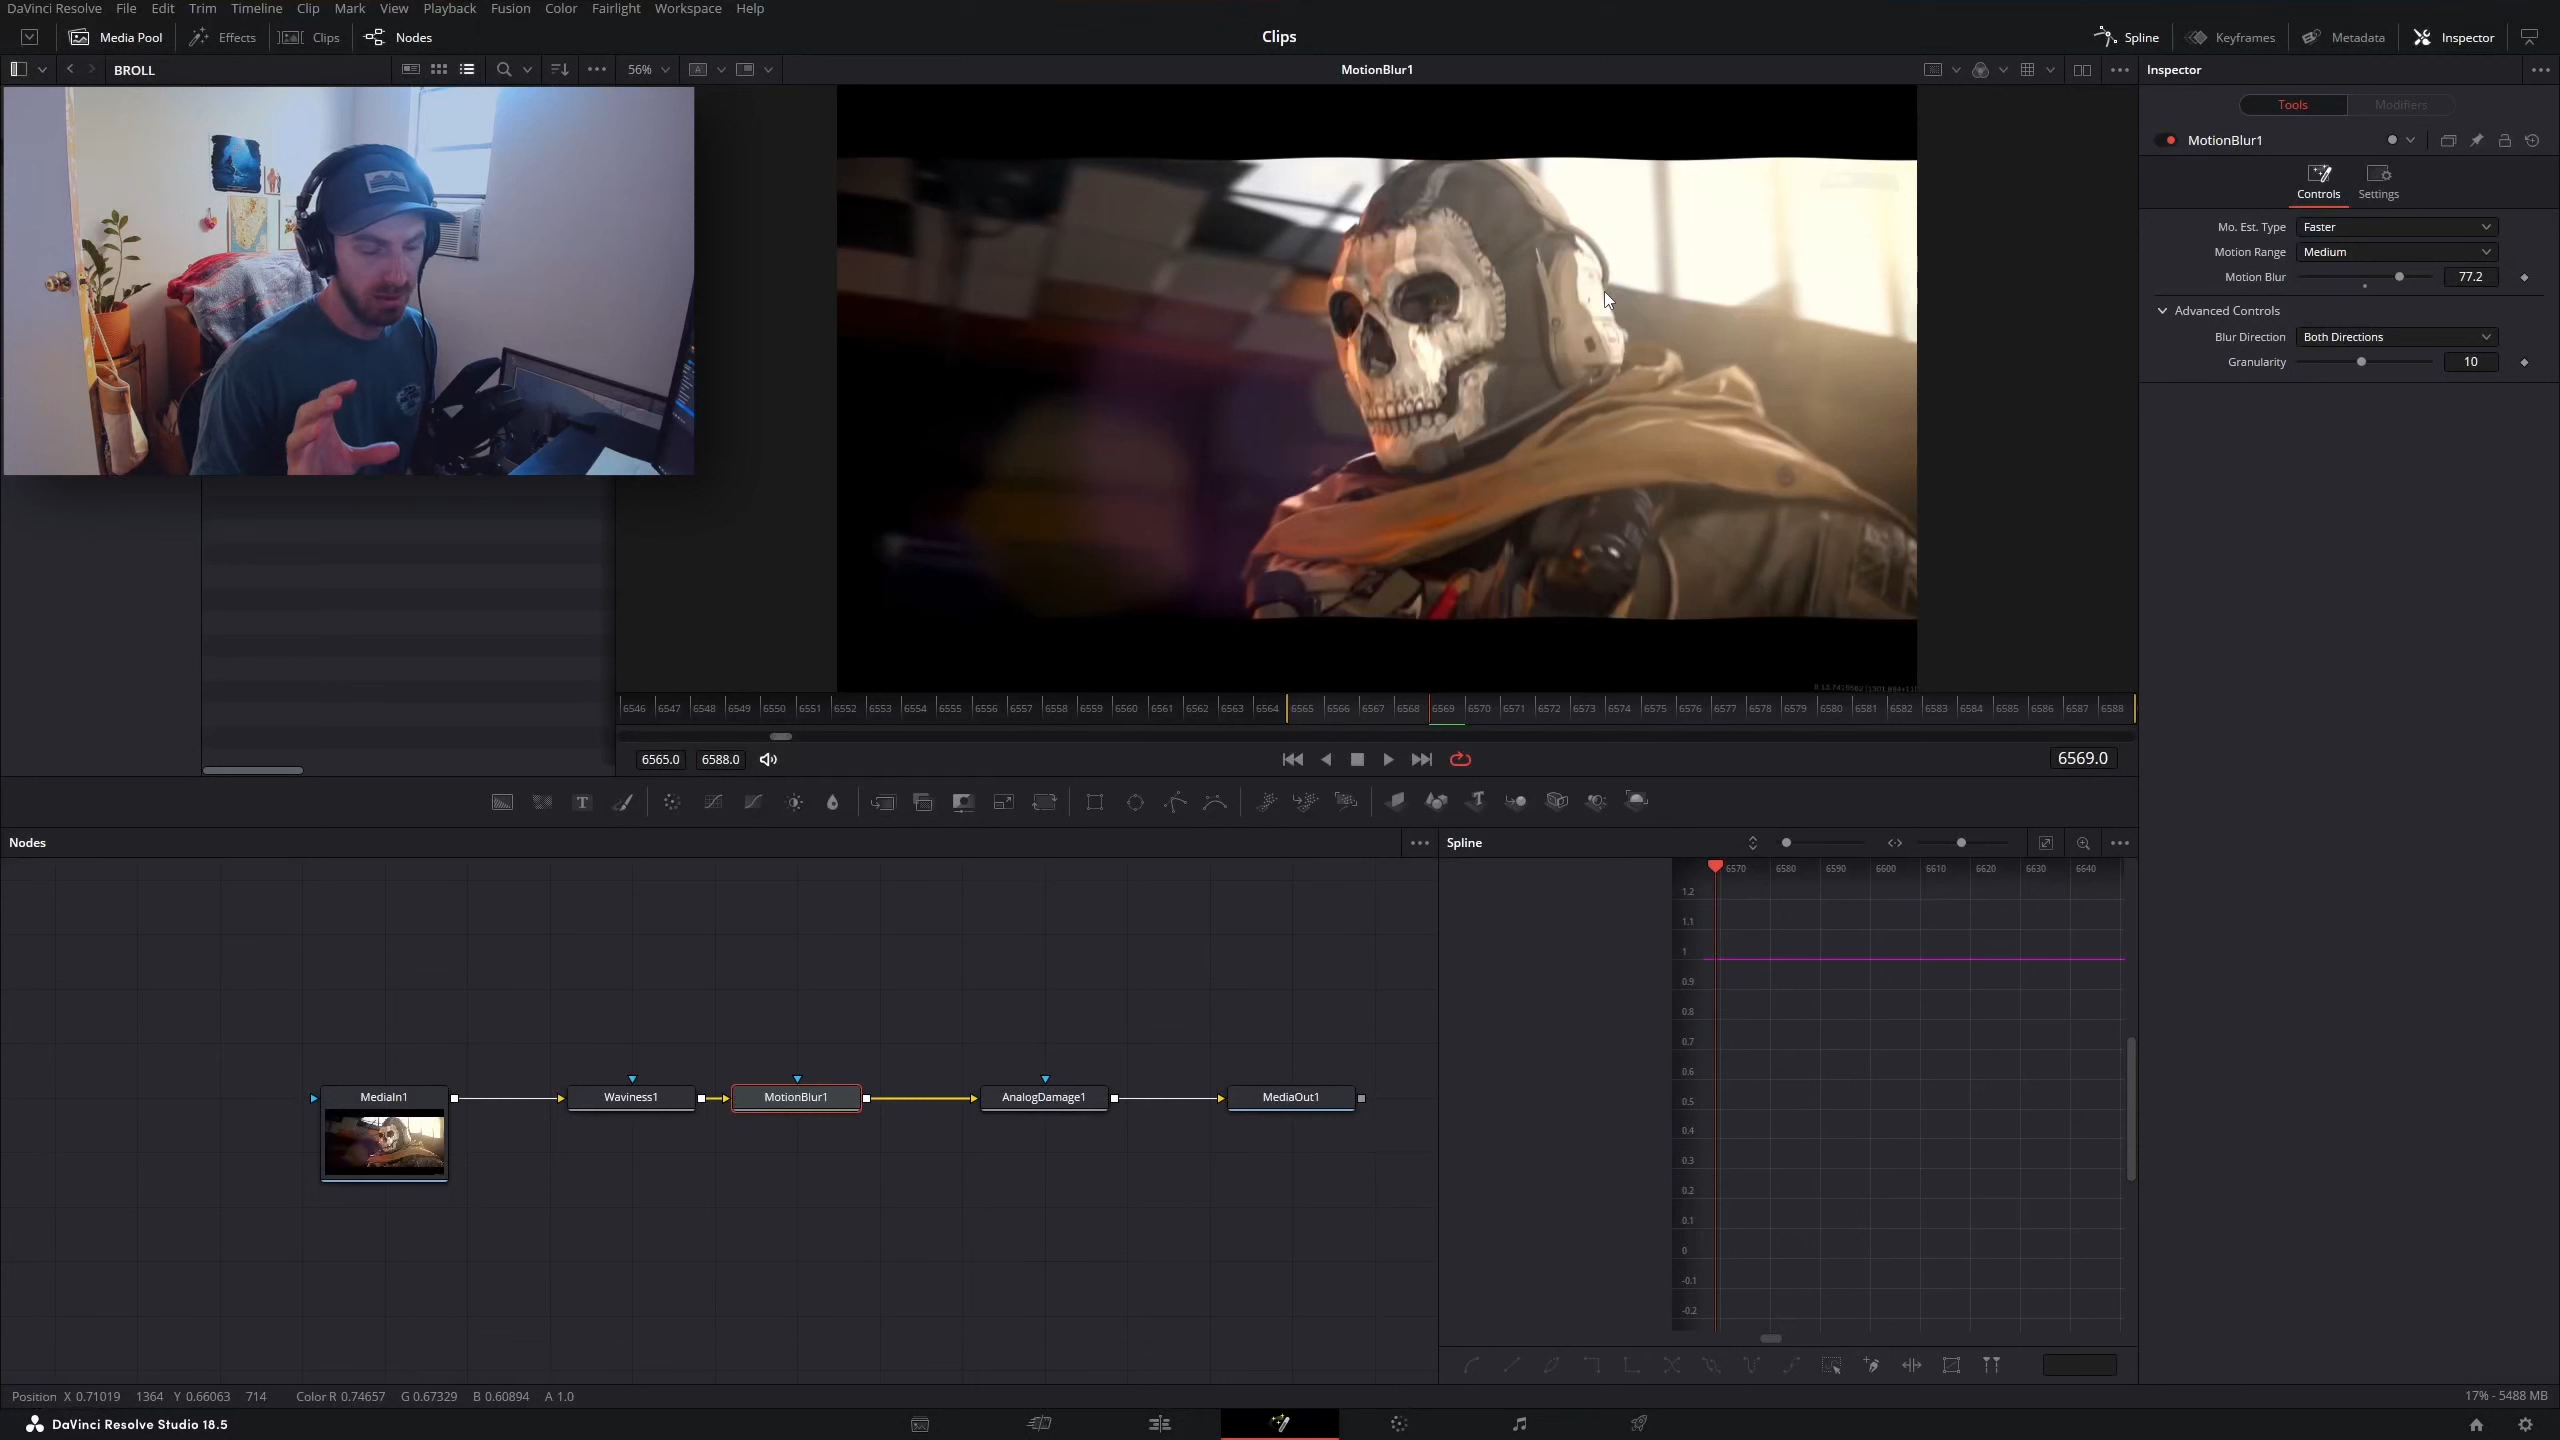 DaVinci Resolve File Edit Trim Timeline Clip Mark View Playback Fusion Color Fairlight Workspace Help
Media Pool Effects Clips Nodes Clips Spline Keyframes Metadata Inspector
BROLL 56% MotionBlur1 Inspector
Tools Modifiers
MotionBlur1
Controls Settings
Mo. Est. Type Faster
Motion Range Medium
Motion Blur 77.2
Advanced Controls
Blur Direction Both Directions
Granularity 10
6546 6547 6548 6549 6550 6551 6552 6553 6554 6555 6556 6557 6558 6559 6560 6561 6562 6563 6564 6565 6566 6567 6568 6569 6570 6571 6572 6573 6574 6575 6576 6577 6578 6579 6580 6581 6582 6583 6584 6585 6586 6587 6588
6565.0 6588.0 6569.0
Nodes Spline
6570 6580 6590 6600 6610 6620 6630 6640
1.2
1.1
1
0.9
0.8
0.7
0.6
0.5
0.4
0.3
0.2
0.1
0
-0.1
-0.2
MediaIn1 Waviness1 MotionBlur1 AnalogDamage1 MediaOut1
Position X 0.71019 1364 Y 0.66063 714 Color R 0.74657 G 0.67329 B 0.60894 A 1.0 17% - 5488 MB
DaVinci Resolve Studio 18.5